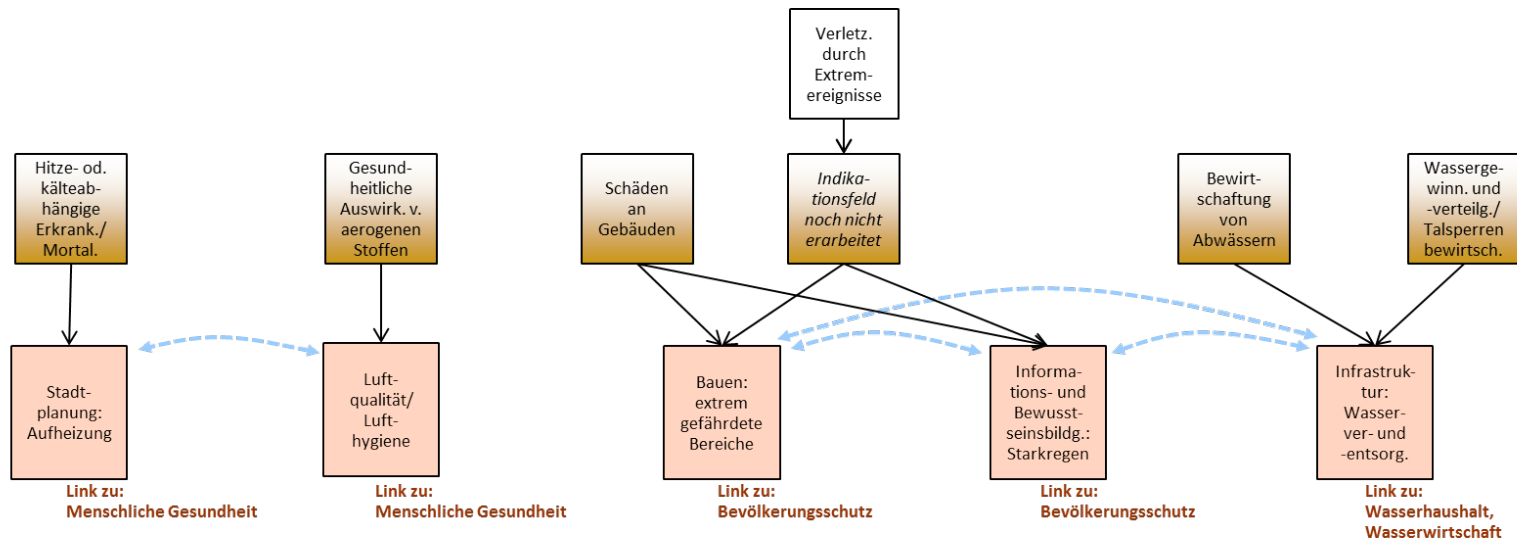 Verletz.
durch
Extrem-
ereignisse
Hitze- od.
kälteab-
hängige
Erkrank./
Mortal.
Gesund-
heitliche
Auswirk. v.
aerogenen
Stoffen
Schäden
an
Gebäuden
Indika-
tionsfeld
noch nicht
erarbeitet
Bewirt-
schaftung
von
Abwässern
Wasserge-
winn. und
-verteilg./
Talsperren
bewirtsch.
Stadt-
planung:
Aufheizung
Luft-
qualität/
Luft-
hygiene
Bauen:
extrem
gefährdete
Bereiche
Informa-
tions- und
Bewusst-
seinsbildg.:
Starkregen
Infrastruk-
tur:
Wasser-
ver- und
-entsorg.
Link zu:
Menschliche Gesundheit
Link zu:
Menschliche Gesundheit
Link zu:
Bevölkerungsschutz
Link zu:
Bevölkerungsschutz
Link zu:
Wasserhaushalt,
Wasserwirtschaft